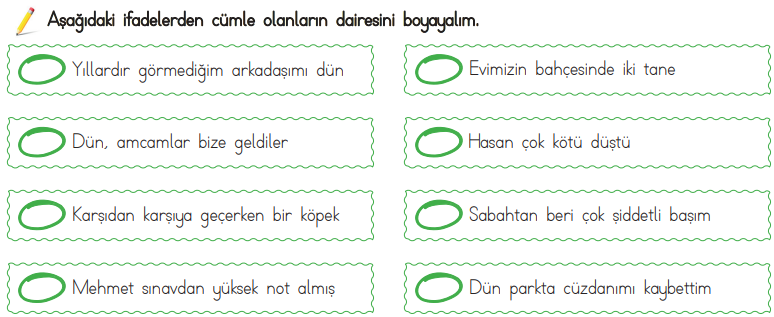 Aşağıdaki ifadelerden cümle olanların dairesini boyayalım.
Yıllardır görmediğim arkadaşımı dün
Evimizin bahçesinde iki tane
Dün, amcamlar bize geldiler
Hasan çok kötü düştü
Karşıdan karşıya geçerken bir köpek
Sabahtan beri çok şiddetli başım
Mehmet sınavdan yüksek not almış
Dün parkta cüzdanımı kaybettim